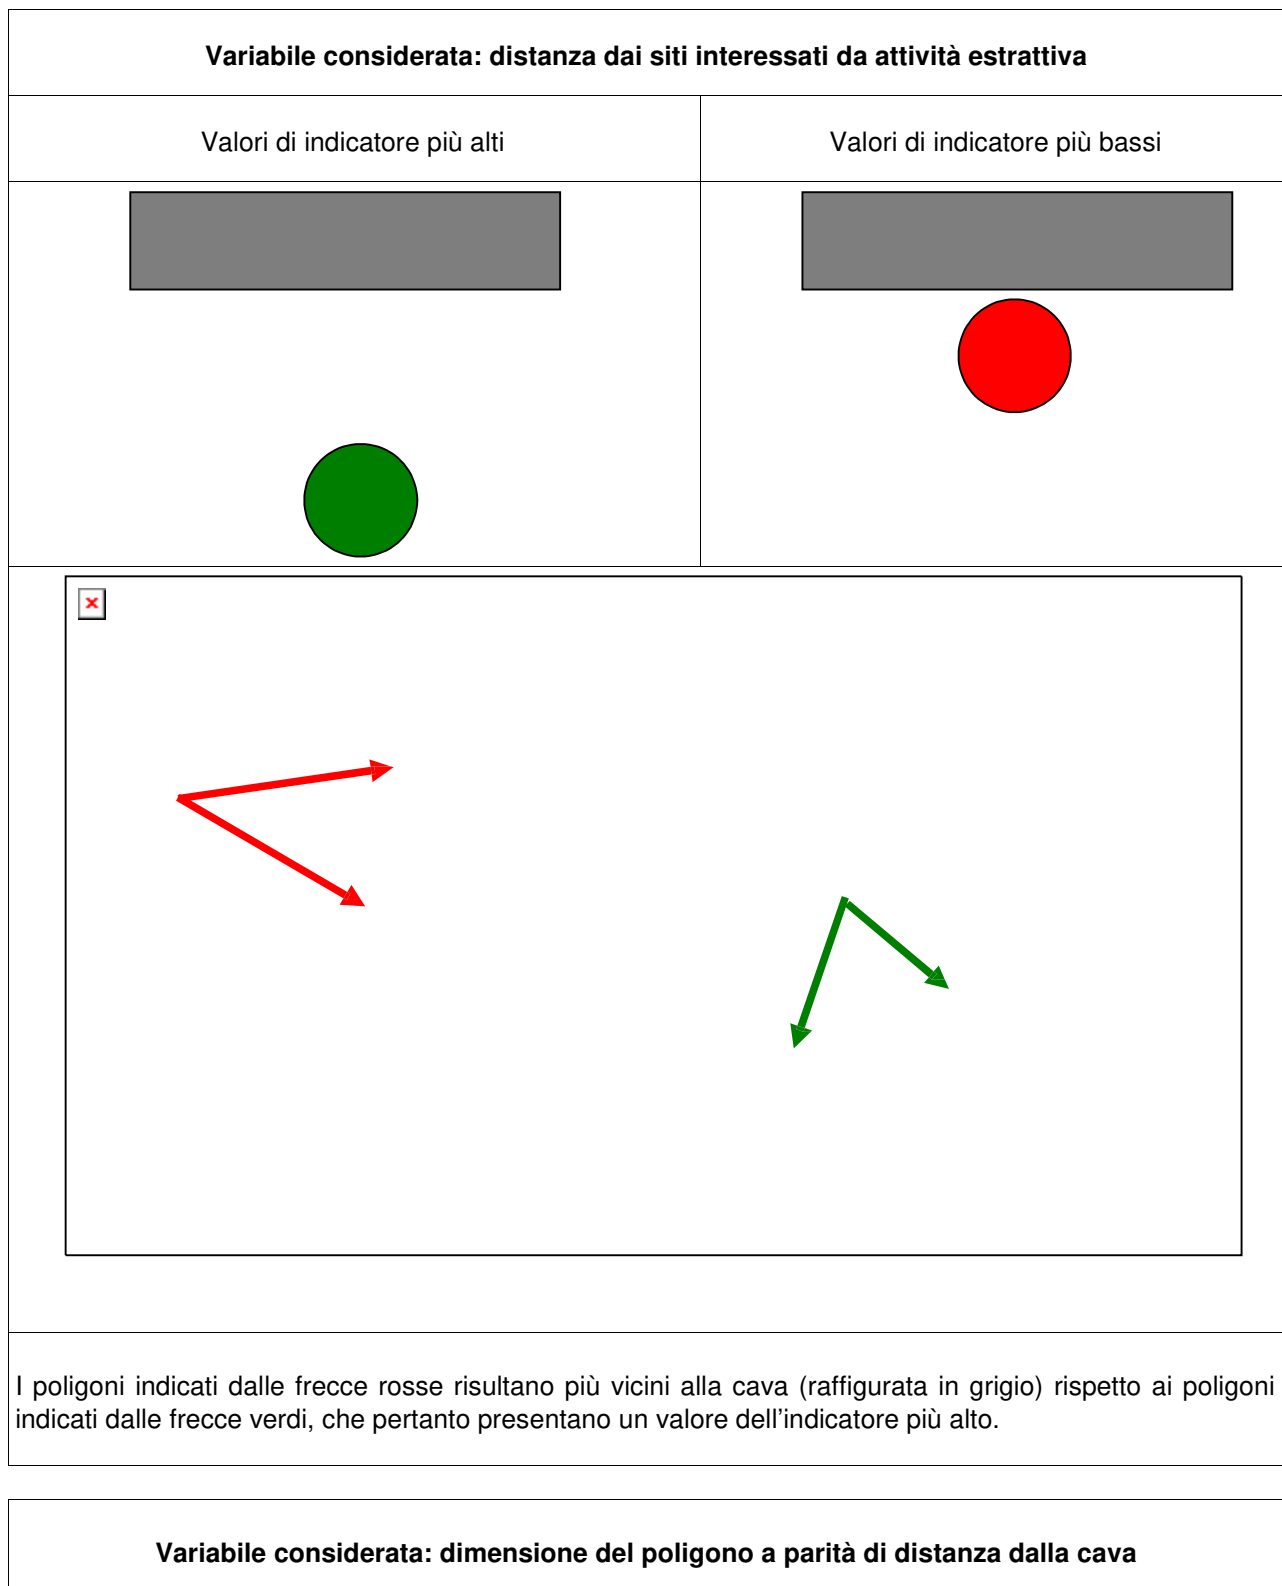 Variabile considerata: distanza dai siti interessati da attività estrattiva
Valori di indicatore più alti
Valori di indicatore più bassi
I poligoni indicati dalle frecce rosse risultano più vicini alla cava (raffigurata in grigio) rispetto ai poligoni
indicati dalle frecce verdi, che pertanto presentano un valore dell'indicatore più alto.
Variabile considerata: dimensione del poligono a parità di distanza dalla cava